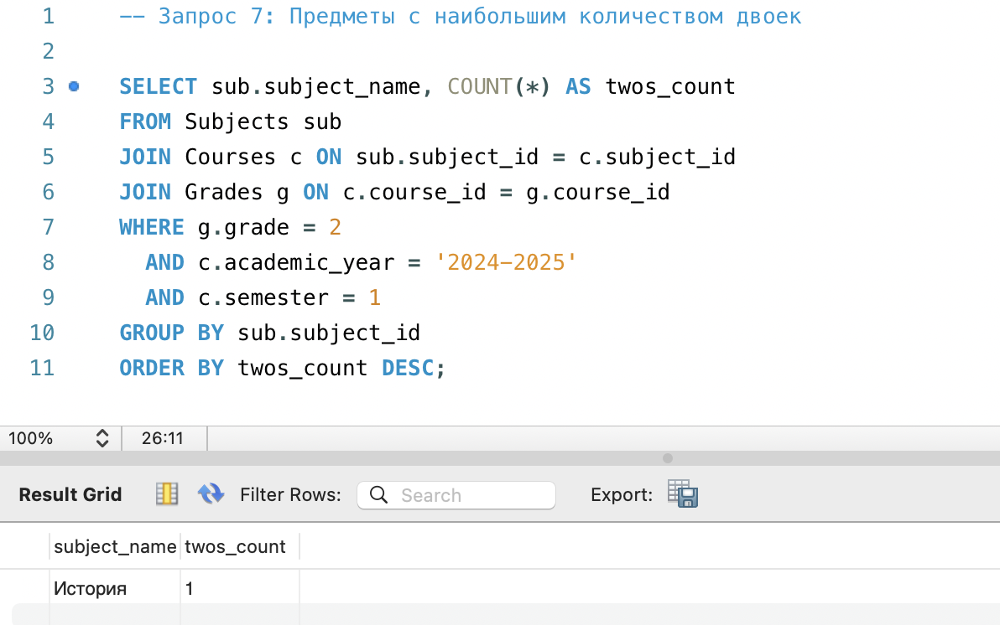 1 -- Запрос 7: Предметы с наибольшим количеством двоек
2
3 SELECT sub.subject_name, COUNT(*) AS twos_count
4 FROM Subjects sub
5 JOIN Courses c ON sub.subject_id = c.subject_id
6 JOIN Grades g ON c.course_id = g.course_id
7 WHERE g.grade = 2
8 AND c.academic_year = '2024-2025'
9 AND c.semester = 1
10 GROUP BY sub.subject_id
11 ORDER BY twos_count DESC;
100% 26:11
Result Grid Filter Rows: Search Export:
subject_name twos_count
История 1